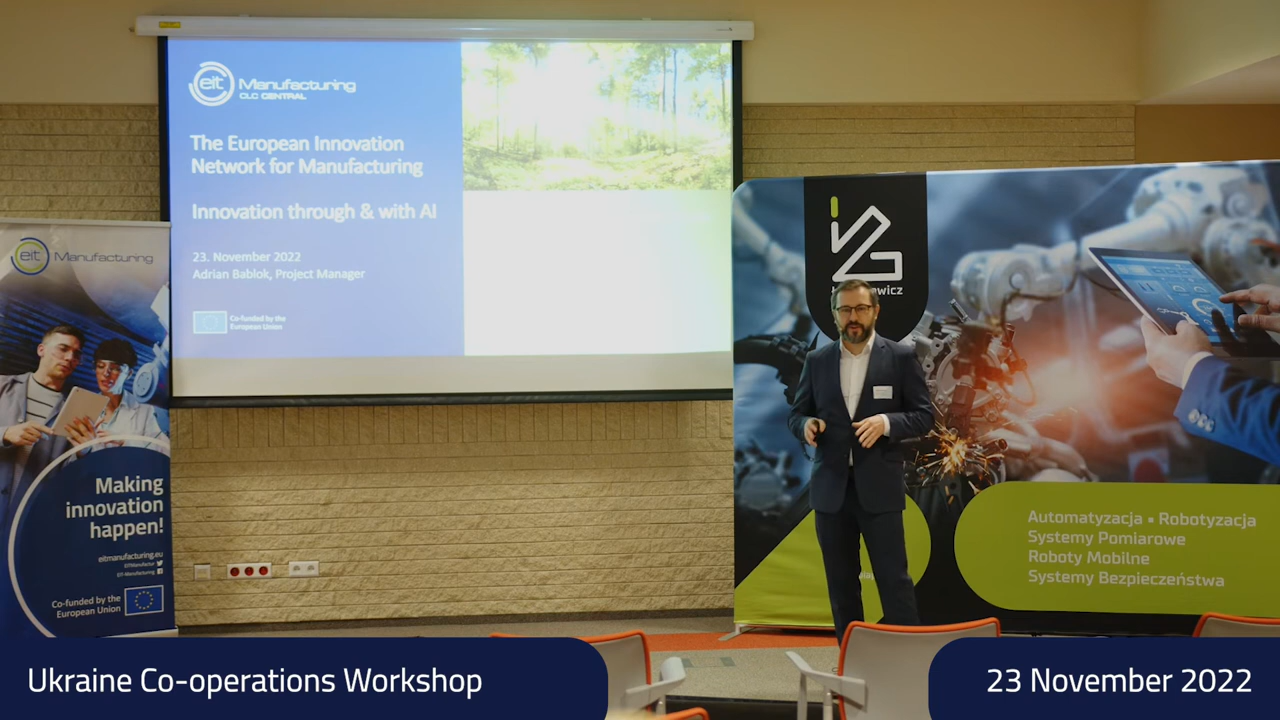 eit Manufacturing
CLC CENTRAL
The European Innovation
Network for Manufacturing
Innovation through & with AI
23. November 2022
Adrian Bablok, Project Manager
Co-funded by the
European Union
eit Manufacturing
Making
innovation
happen!
eitmanufacturing.eu
Co-funded by the
European Union
Automatyzacja ▪ Robotyzacja
Systemy Pomiarowe
Roboty Mobilne
Systemy Bezpieczeństwa
Ukraine Co-operations Workshop
23 November 2022